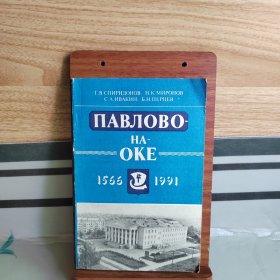 Г. В. СПИРИДОНОВ Н. К. МИРОНОВ
С. А. ИВАКИН Б. Н. ПЕРЦЕВ
ПАВЛОВО-
НА-
ОКЕ
1566 1991